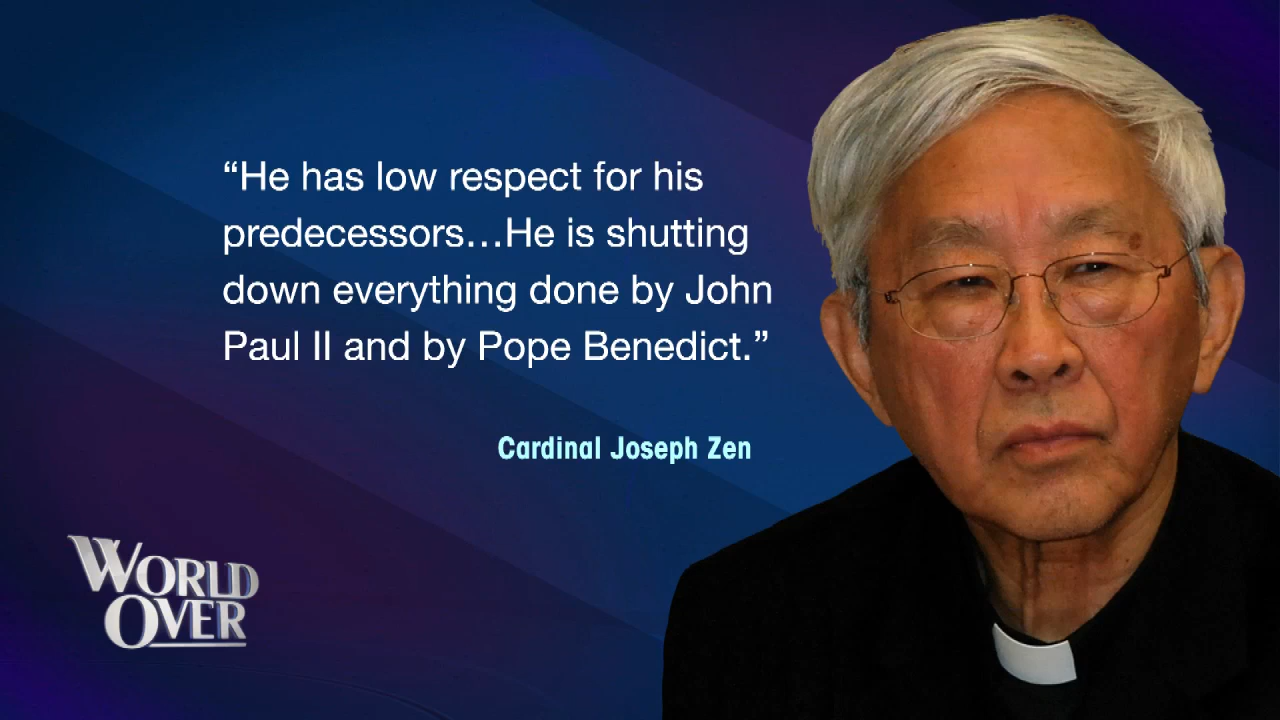 “He has low respect for his
predecessors...He is shutting
down everything done by John
Paul II and by Pope Benedict.”
Cardinal Joseph Zen
WORLD
OVER